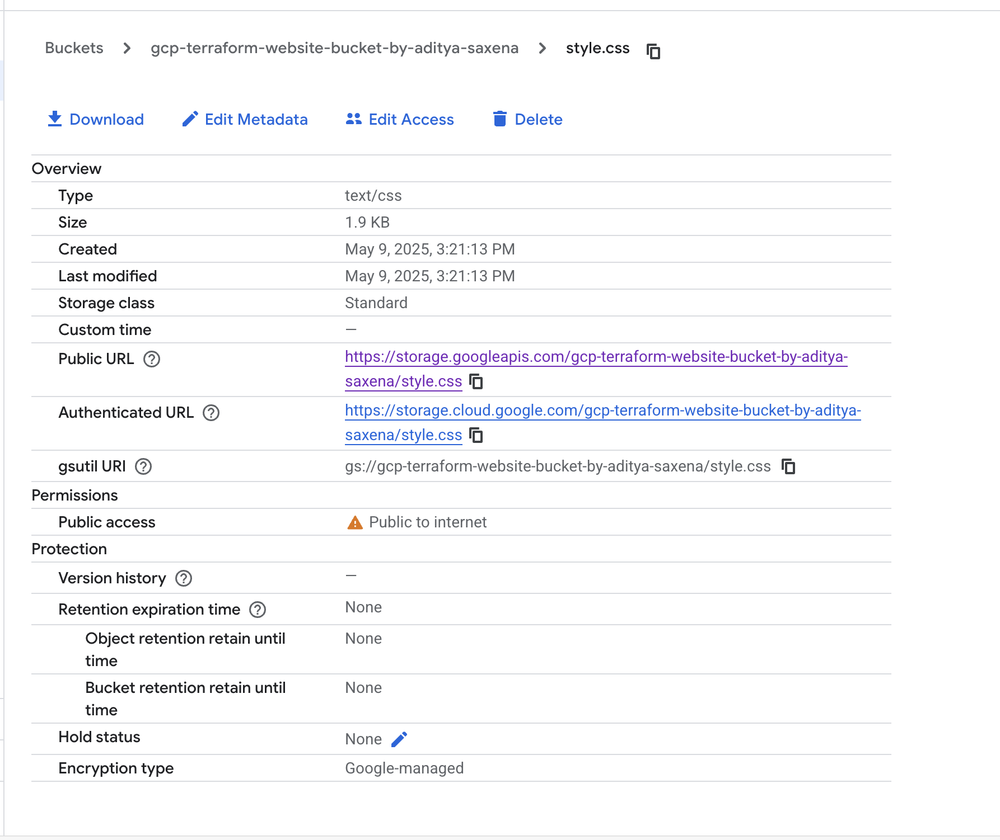 Buckets > gcp-terraform-website-bucket-by-aditya-saxena > style.css
Download Edit Metadata Edit Access Delete
Overview
Type text/css
Size 1.9 KB
Created May 9, 2025, 3:21:13 PM
Last modified May 9, 2025, 3:21:13 PM
Storage class Standard
Custom time —
Public URL https://storage.googleapis.com/gcp-terraform-website-bucket-by-aditya-
saxena/style.css
Authenticated URL https://storage.cloud.google.com/gcp-terraform-website-bucket-by-aditya-
saxena/style.css
gsutil URI gs://gcp-terraform-website-bucket-by-aditya-saxena/style.css
Permissions
Public access Public to internet
Protection
Version history —
Retention expiration time None
Object retention retain until None
time
Bucket retention retain until None
time
Hold status None
Encryption type Google-managed